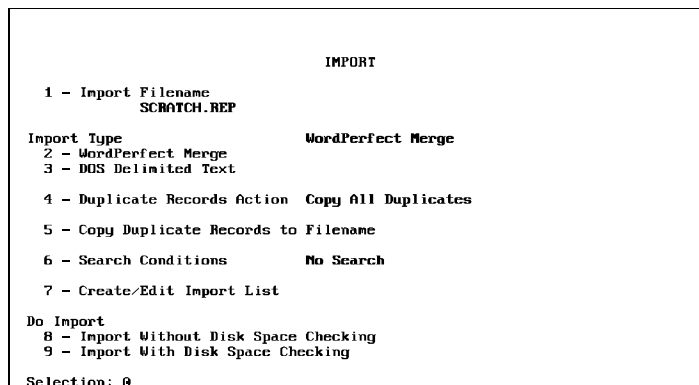 IMPORT
1 - Import Filename
SCRATCH.REP
Import Type WordPerfect Merge
2 - WordPerfect Merge
3 - DOS Delimited Text
4 - Duplicate Records Action Copy All Duplicates
5 - Copy Duplicate Records to Filename
6 - Search Conditions No Search
7 - Create/Edit Import List
Do Import
8 - Import Without Disk Space Checking
9 - Import With Disk Space Checking
Selection: 0